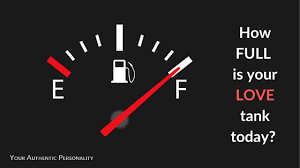 How
FULL
is your
LOVE
tank
today?
E
F
Your Authentic Personality